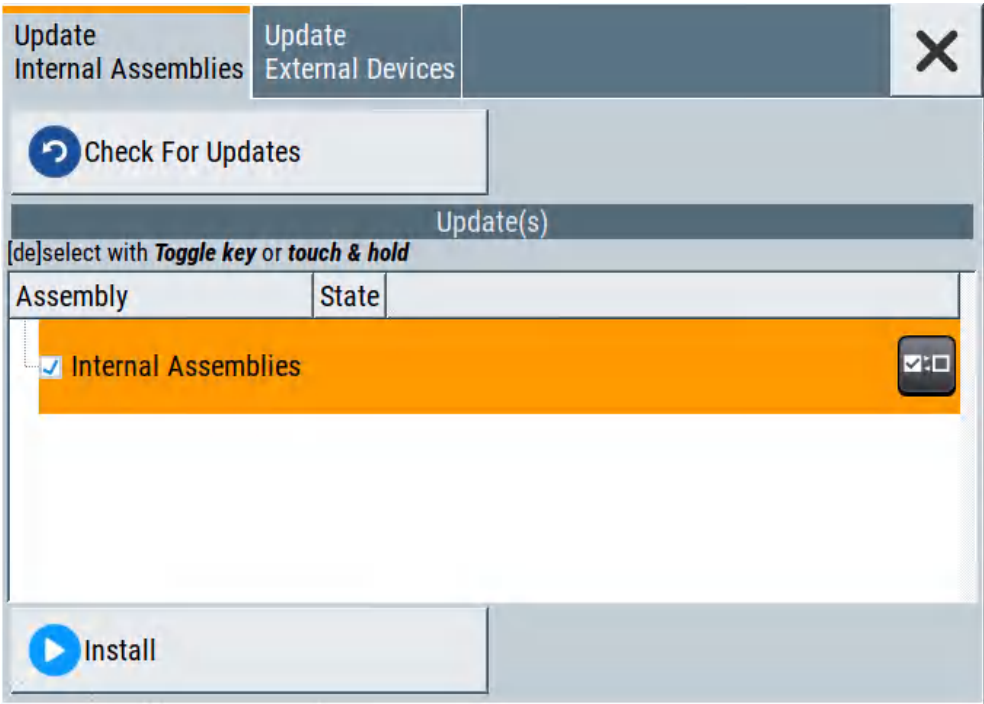 Update
Internal Assemblies
Update
External Devices
Check For Updates
Update(s)
[de]select with Toggle key or touch & hold
Assembly State
Internal Assemblies
Install